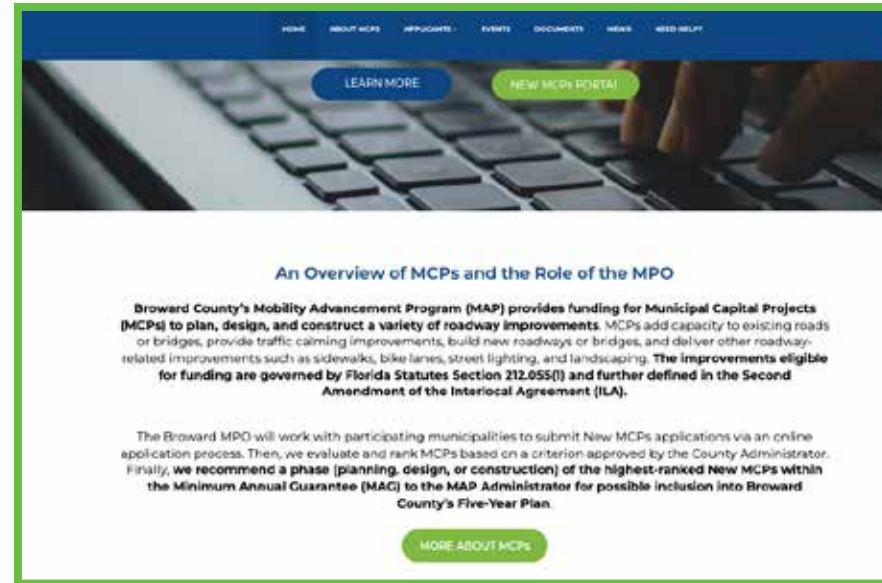 HOME ABOUT MCPS APPLICANTS EVENTS DOCUMENTS NEWS NEED HELP?
LEARN MORE NEW MCPs PORTAL
An Overview of MCPs and the Role of the MPO
Broward County's Mobility Advancement Program (MAP) provides funding for Municipal Capital Projects
(MCPs) to plan, design, and construct a variety of roadway improvements. MCPs add capacity to existing roads
or bridges, provide traffic calming improvements, build new roadways or bridges, and deliver other roadway-
related improvements such as sidewalks, bike lanes, street lighting, and landscaping. The improvements eligible
for funding are governed by Florida Statutes Section 212.055(1) and further defined in the Second
Amendment of the Interlocal Agreement (ILA).
The Broward MPO will work with participating municipalities to submit New MCPs applications via an online
application process. Then, we evaluate and rank MCPs based on a criterion approved by the County Administrator.
Finally, we recommend a phase (planning, design, or construction) of the highest-ranked New MCPs within
the Minimum Annual Guarantee (MAG) to the MAP Administrator for possible inclusion into Broward
County's Five-Year Plan.
MORE ABOUT MCPs